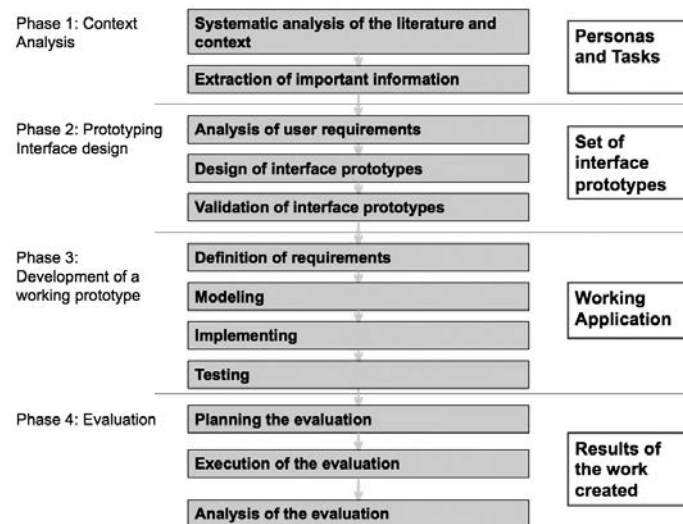 Phase 1: Context
Analysis
Systematic analysis of the literature and
context
Extraction of important information
Personas
and Tasks
Phase 2: Prototyping
Interface design
Analysis of user requirements
Design of interface prototypes
Validation of interface prototypes
Set of
interface
prototypes
Phase 3:
Development of a
working prototype
Definition of requirements
Modeling
Implementing
Testing
Working
Application
Phase 4: Evaluation
Planning the evaluation
Execution of the evaluation
Analysis of the evaluation
Results of
the work
created